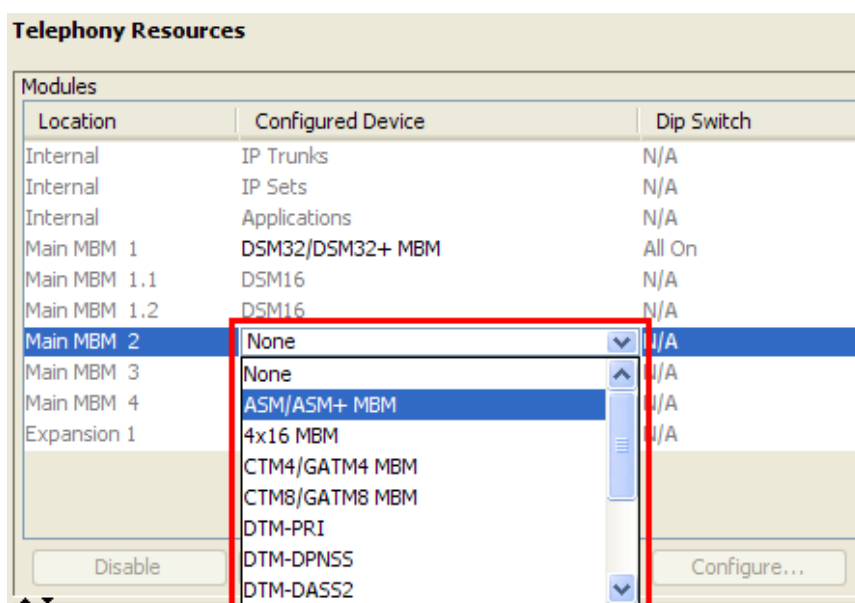 Telephony Resources
Modules
Location Configured Device Dip Switch
Internal IP Trunks N/A
Internal IP Sets N/A
Internal Applications N/A
Main MBM 1 DSM32/DSM32+ MBM All On
Main MBM 1.1 DSM16 N/A
Main MBM 1.2 DSM16 N/A
Main MBM 2 None N/A
Main MBM 3 None N/A
Main MBM 4 ASM/ASM+ MBM N/A
Expansion 1 4x16 MBM N/A
CTM4/GATM4 MBM
CTM8/GATM8 MBM
DTM-PRI
Disable DTM-DPNSS Configure...
DTM-DASS2